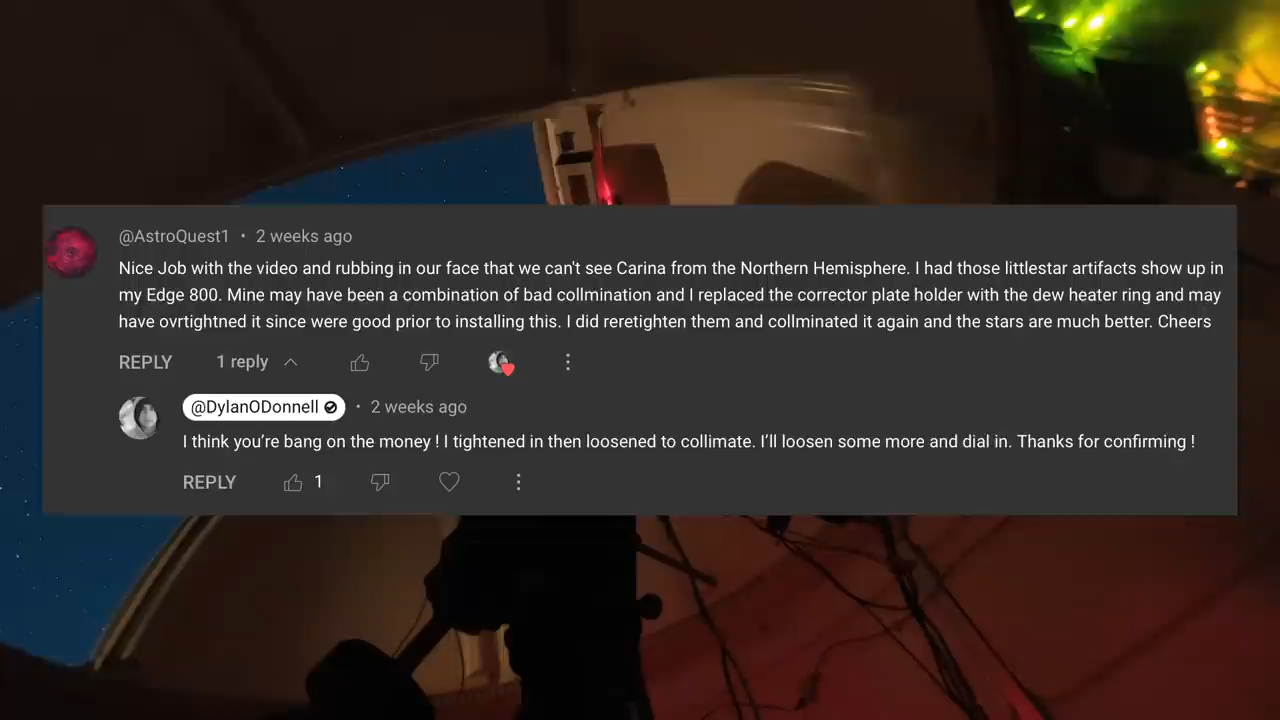 @AstroQuest1 • 2 weeks ago
Nice Job with the video and rubbing in our face that we can't see Carina from the Northern Hemisphere. I had those littlestar artifacts show up in
my Edge 800. Mine may have been a combination of bad collmination and I replaced the corrector plate holder with the dew heater ring and may
have ovrtightned it since were good prior to installing this. I did reretighten them and collminated it again and the stars are much better. Cheers
REPLY 1 reply
@DylanODonnell • 2 weeks ago
I think you’re bang on the money ! I tightened in then loosened to collimate. I’ll loosen some more and dial in. Thanks for confirming !
REPLY 1